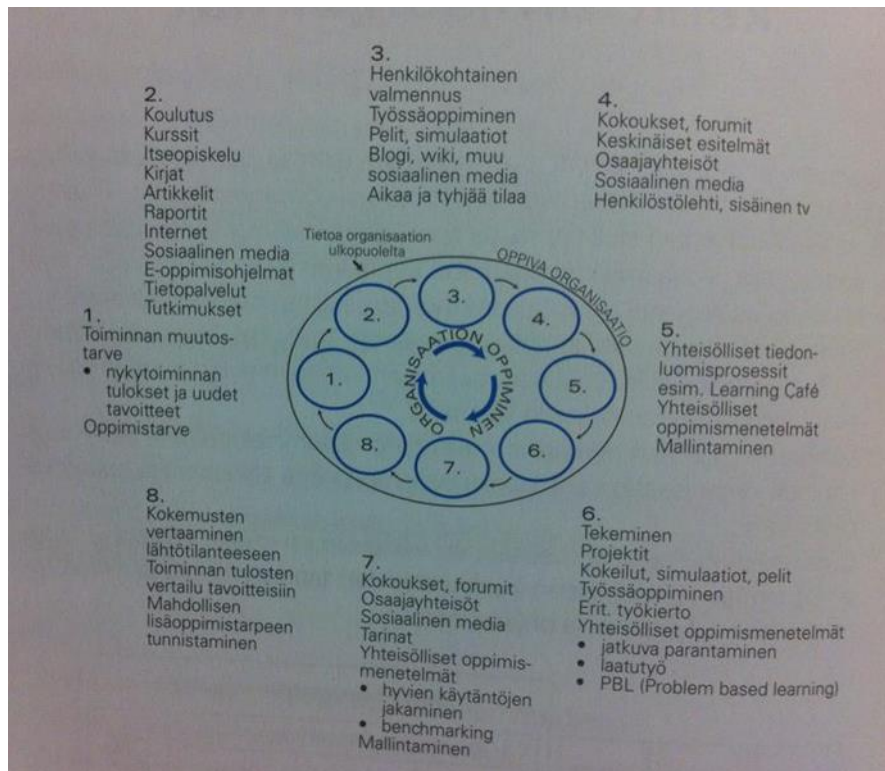 3.
Henkilökohtainen
valmennus
Työssäoppiminen
Pelit, simulaatiot
Blogi, wiki, muu
sosiaalinen media
Aikaa ja tyhjää tilaa
2.
Koulutus
Kurssit
Itseopiskelu
Kirjat
Artikkelit
Raportit
Internet
Sosiaalinen media
E-oppimisohjelmat
Tietopalvelut
Tutkimukset
4.
Kokoukset, forumit
Keskinäiset esitelmät
Osaajayhteisöt
Sosiaalinen media
Henkilöstölehti, sisäinen tv
Tietoa organisaation
ulkopuolelta
OPPIVA ORGANISAATIO
1.
Toiminnan muutos-
tarve
• nykytoiminnan
tulokset ja uudet
tavoitteet
Oppimistarve
1.
2.
3.
4.
5.
6.
7.
8.
ORGANISAATION OPPIMINEN
5.
Yhteisölliset tiedon-
luomisprosessit
esim. Learning Café
Yhteisölliset
oppimismenetelmät
Mallintaminen
8.
Kokemusten
vertaaminen
lähtötilanteeseen
Toiminnan tulosten
vertailu tavoitteisiin
Mahdollisen
lisäoppimistarpeen
tunnistaminen
7.
Kokoukset, forumit
Osaajayhteisöt
Sosiaalinen media
Tarinat
Yhteisölliset oppimis-
menetelmät
• hyvien käytäntöjen
jakaminen
• benchmarking
Mallintaminen
6.
Tekeminen
Projektit
Kokeilut, simulaatiot, pelit
Työssäoppiminen
Erit. työkierto
Yhteisölliset oppimismenetelmät
• jatkuva parantaminen
• laatutyö
• PBL (Problem based learning)